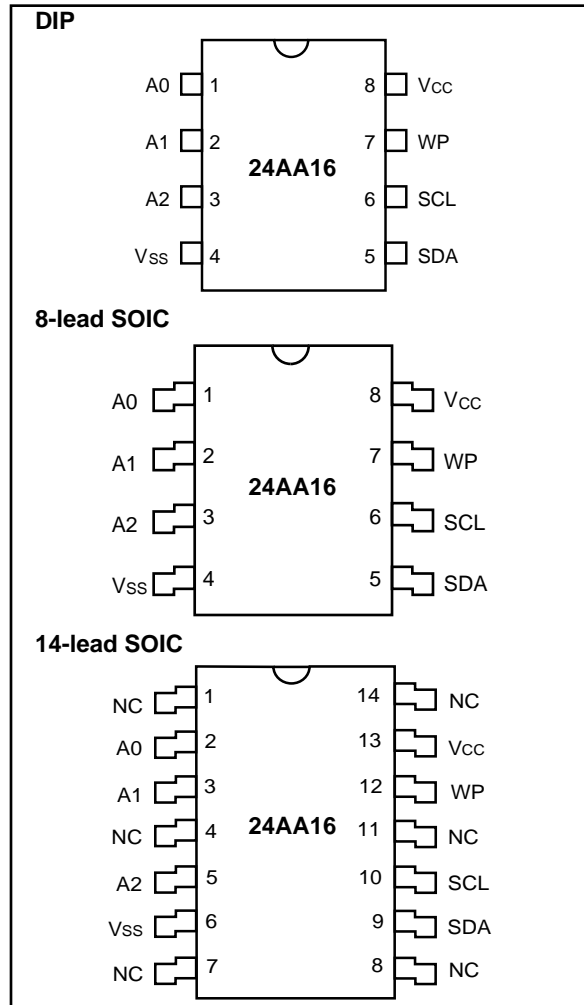 DIP
A0 1 8 VCC
A1 2 7 WP
24AA16
A2 3 6 SCL
VSS 4 5 SDA
8-lead SOIC
A0 1 8 VCC
A1 2 7 WP
24AA16
A2 3 6 SCL
VSS 4 5 SDA
14-lead SOIC
NC 1 14 NC
A0 2 13 VCC
A1 3 12 WP
NC 4 24AA16 11 NC
A2 5 10 SCL
VSS 6 9 SDA
NC 7 8 NC